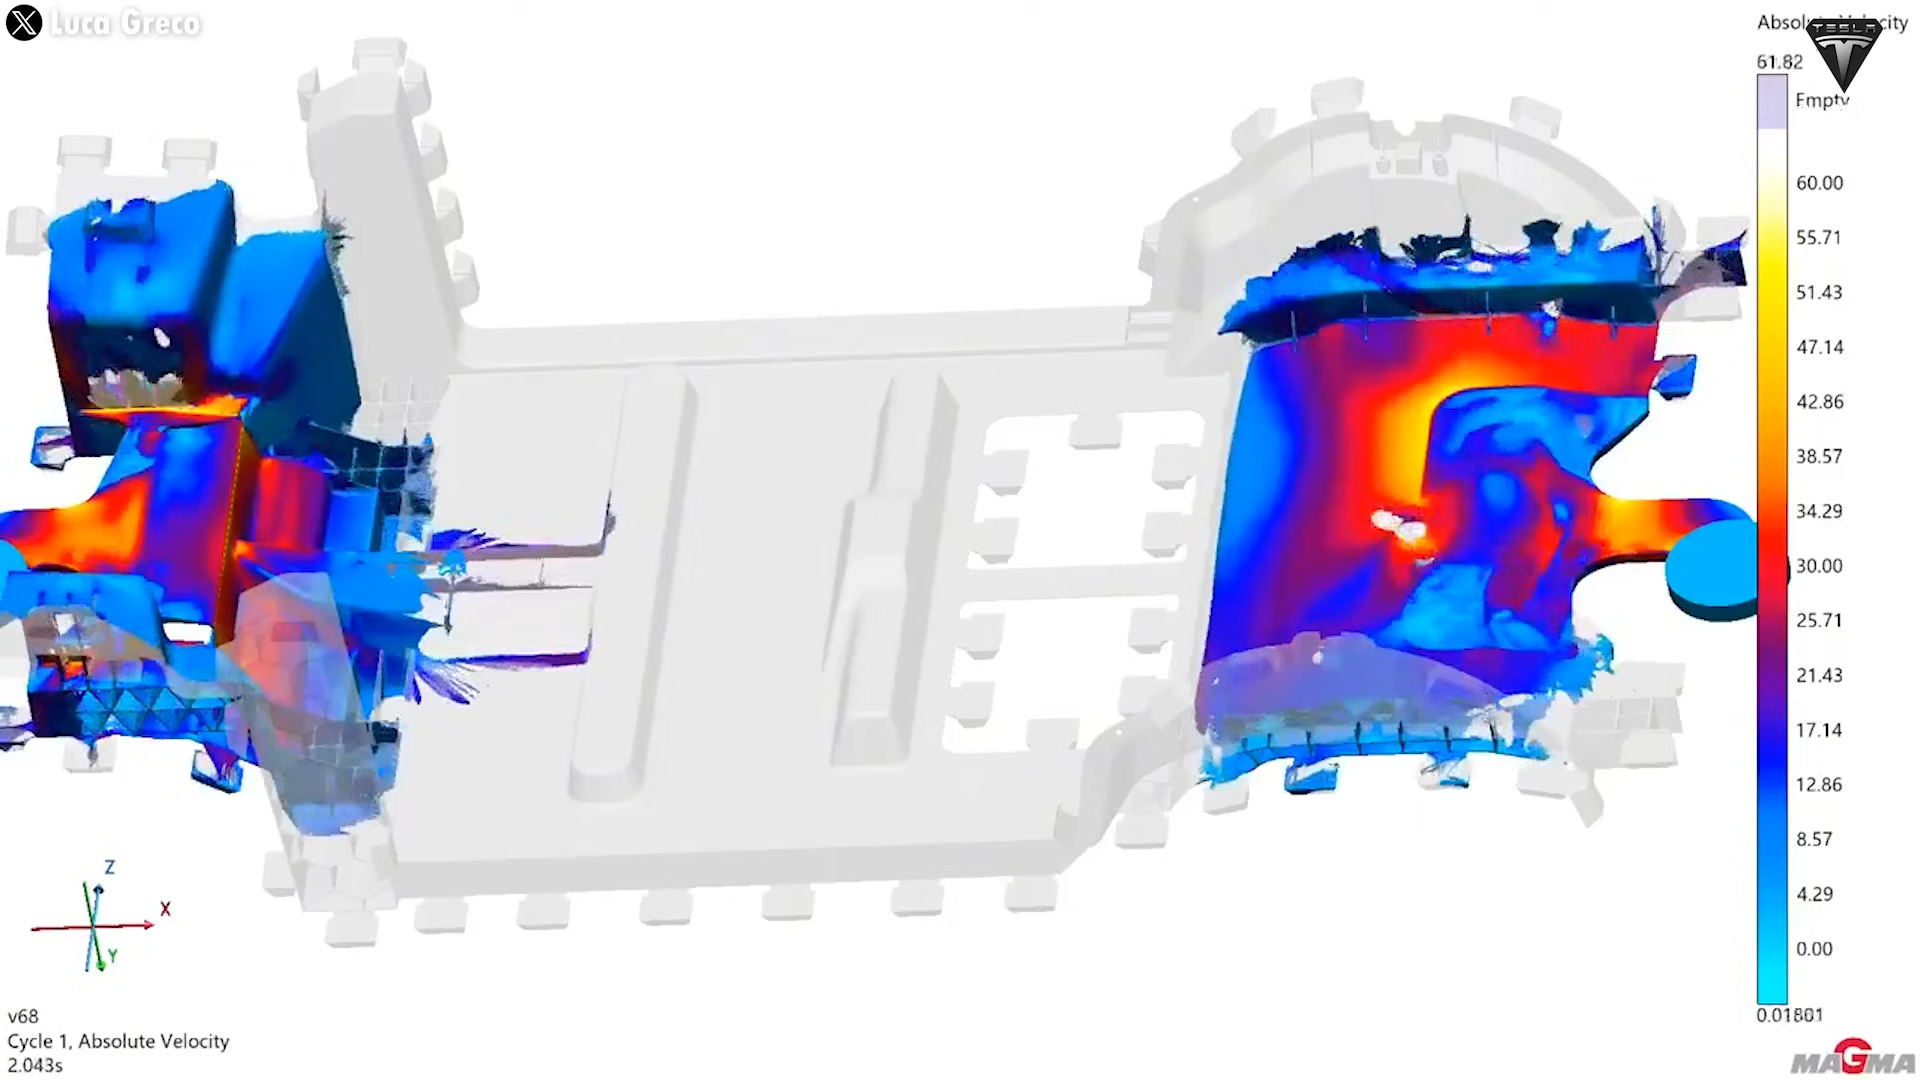 Luca Greco
Absolute Velocity
TESLA
61.82
Empty
60.00
55.71
51.43
47.14
42.86
38.57
34.29
30.00
25.71
21.43
17.14
12.86
8.57
4.29
0.00
0.01801
Z
X
Y
v68
Cycle 1, Absolute Velocity
2.043s
MAGMA